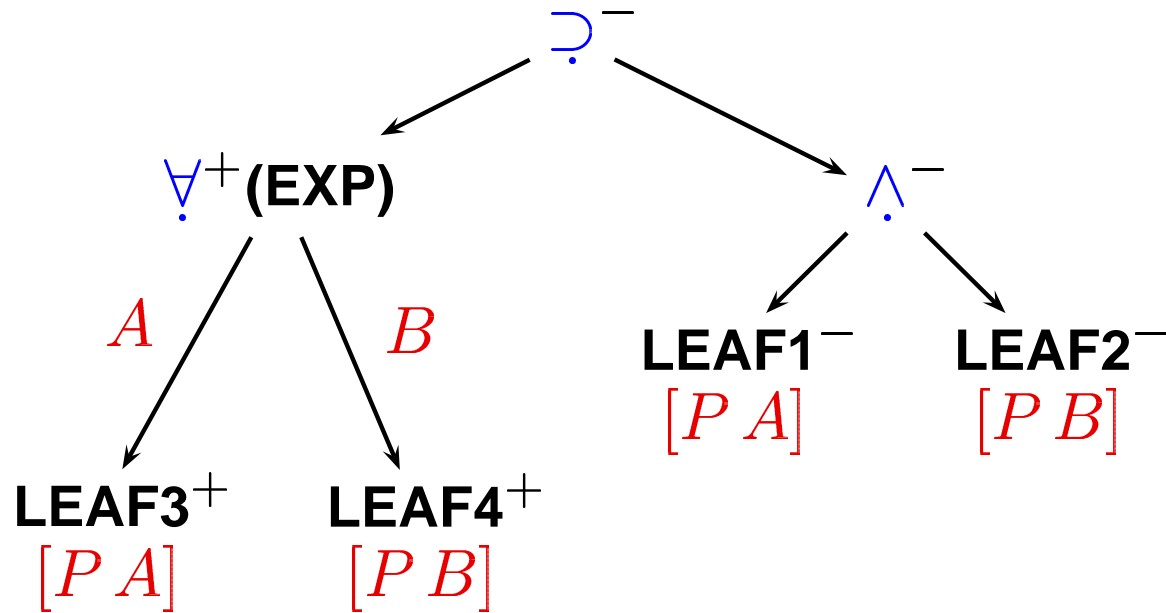 ⊃̣⁻
∀̣⁺(EXP)
∧̣⁻
A
B
LEAF1⁻
LEAF2⁻
[P A]
[P B]
LEAF3⁺
LEAF4⁺
[P A]
[P B]